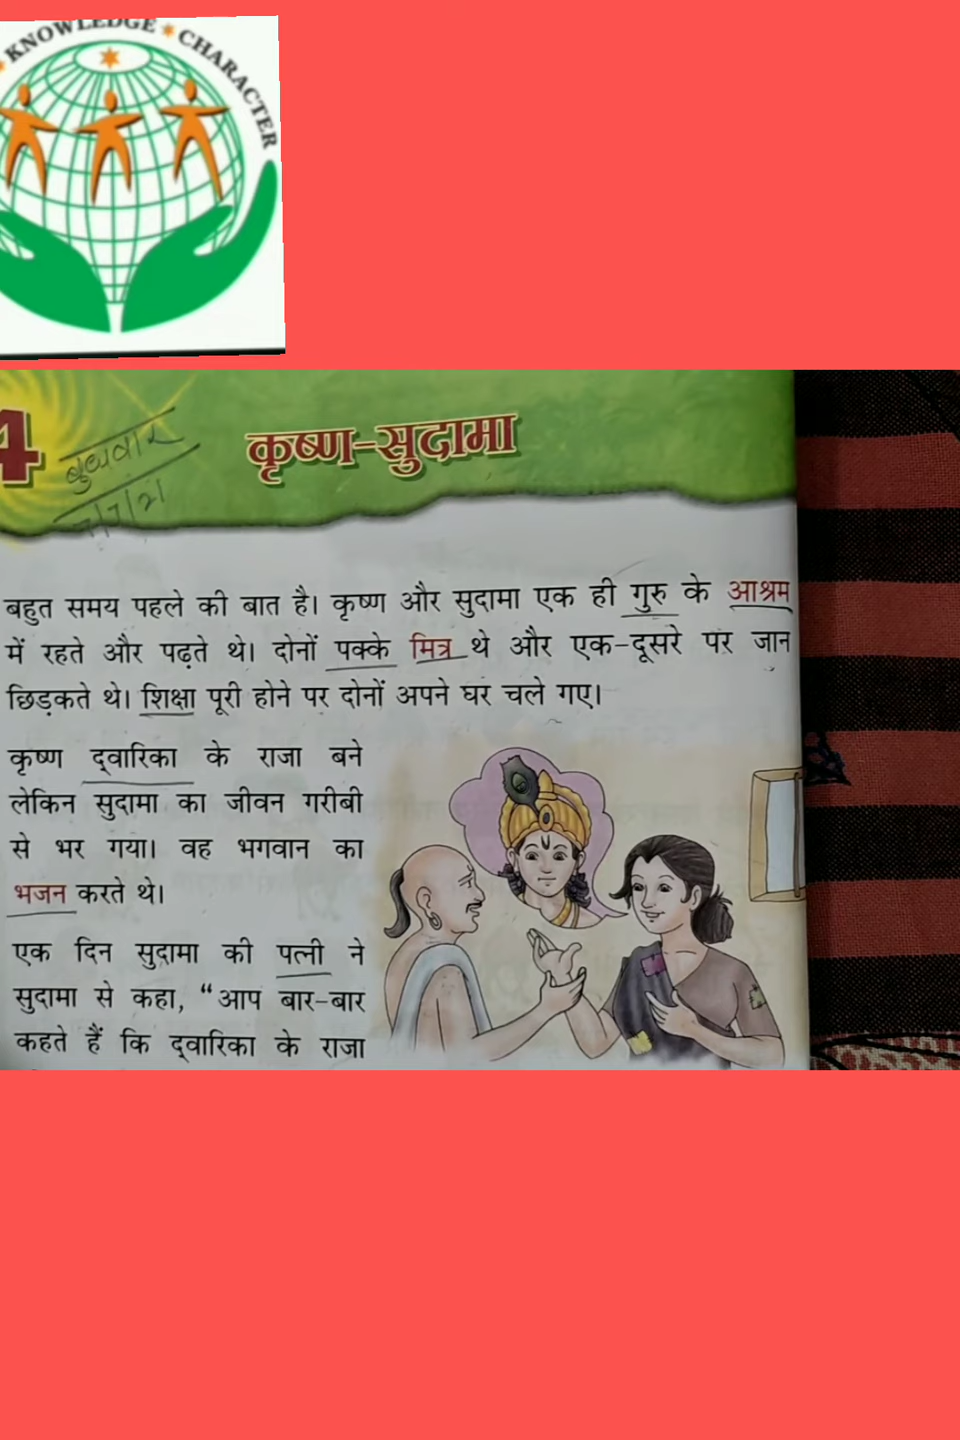 KNOWLEDGE * CHARACTER
4
बुधवार
कृष्ण-सुदामा
बहुत समय पहले की बात है। कृष्ण और सुदामा एक ही गुरु के आश्रम
में रहते और पढ़ते थे। दोनों पक्के मित्र थे और एक-दूसरे पर जान
छिड़कते थे। शिक्षा पूरी होने पर दोनों अपने घर चले गए।
कृष्ण द्वारिका के राजा बने
लेकिन सुदामा का जीवन गरीबी
से भर गया। वह भगवान का
भजन करते थे।
एक दिन सुदामा की पत्नी ने
सुदामा से कहा, “आप बार-बार
कहते हैं कि द्वारिका के राजा